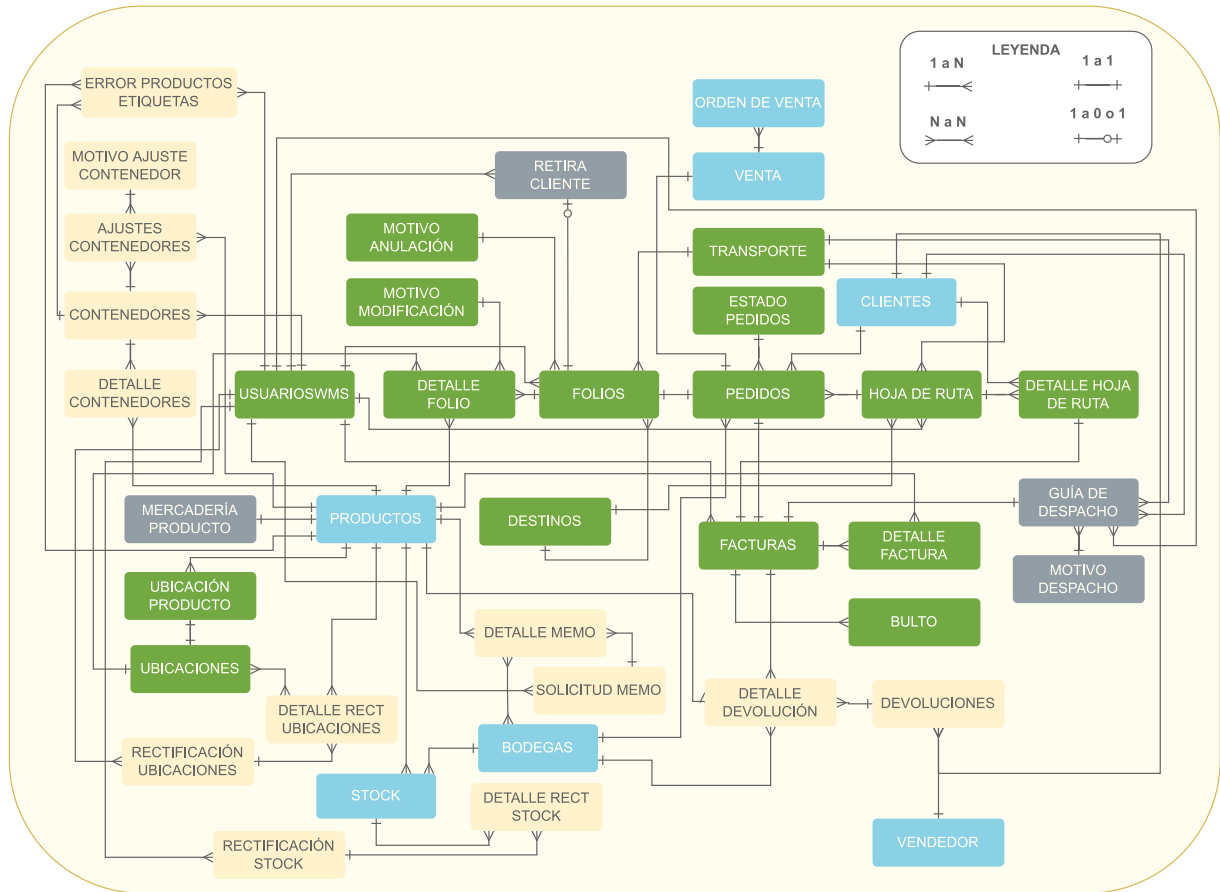 LEYENDA
1 a N
1 a 1
N a N
1 a 0 o 1
ERROR PRODUCTOS
ETIQUETAS
ORDEN DE VENTA
MOTIVO AJUSTE
CONTENEDOR
RETIRA
CLIENTE
VENTA
AJUSTES
CONTENEDORES
MOTIVO
ANULACIÓN
TRANSPORTE
CONTENEDORES
MOTIVO
MODIFICACIÓN
ESTADO
PEDIDOS
CLIENTES
DETALLE
CONTENEDORES
USUARIOSWMS
DETALLE
FOLIO
FOLIOS
PEDIDOS
HOJA DE RUTA
DETALLE HOJA
DE RUTA
MERCADERÍA
PRODUCTO
PRODUCTOS
DESTINOS
FACTURAS
DETALLE
FACTURA
GUÍA DE
DESPACHO
MOTIVO
DESPACHO
UBICACIÓN
PRODUCTO
DETALLE MEMO
BULTO
UBICACIONES
SOLICITUD MEMO
DETALLE RECT
UBICACIONES
DETALLE
DEVOLUCIÓN
DEVOLUCIONES
RECTIFICACIÓN
UBICACIONES
BODEGAS
STOCK
DETALLE RECT
STOCK
RECTIFICACIÓN
STOCK
VENDEDOR